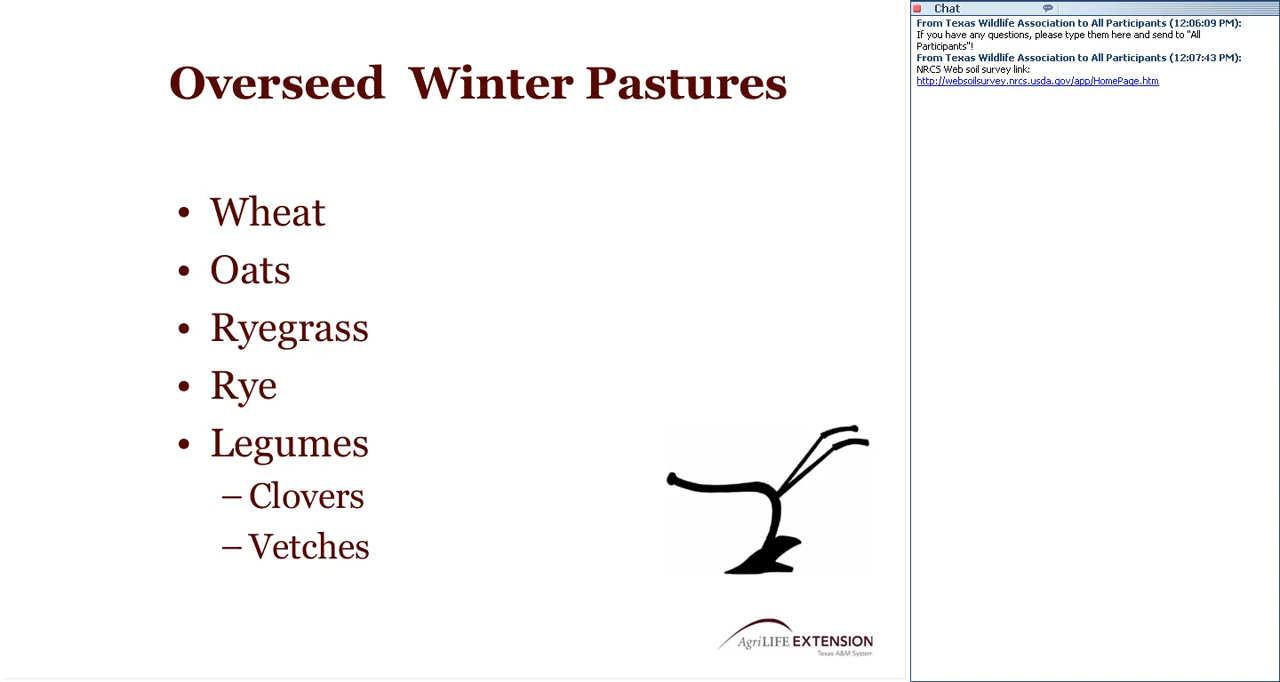 Overseed Winter Pastures
• Wheat
• Oats
• Ryegrass
• Rye
• Legumes
– Clovers
– Vetches
AgriLIFE EXTENSION
Texas A&M System
Chat
From Texas Wildlife Association to All Participants (12:06:09 PM):
If you have any questions, please type them here and send to "All
Participants"!
From Texas Wildlife Association to All Participants (12:07:43 PM):
NRCS Web soil survey link:
http://websoilsurvey.nrcs.usda.gov/app/HomePage.htm